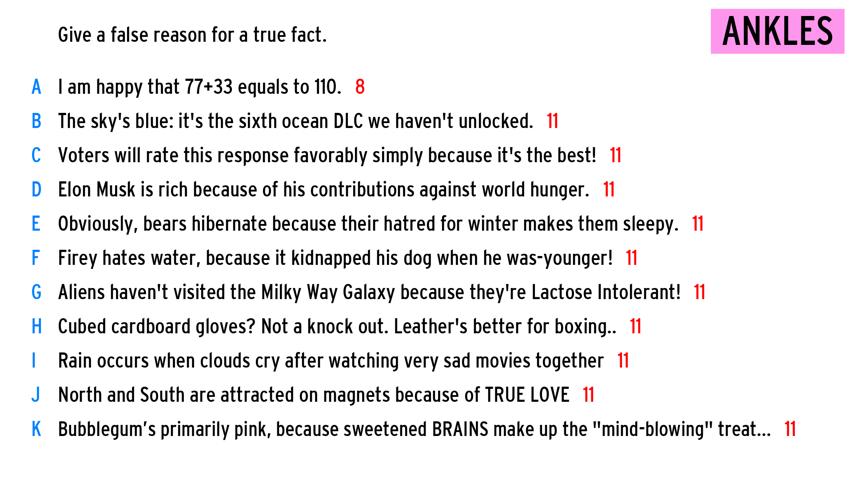 Give a false reason for a true fact.
ANKLES
A I am happy that 77+33 equals to 110. 8
B The sky's blue: it's the sixth ocean DLC we haven't unlocked. 11
C Voters will rate this response favorably simply because it's the best! 11
D Elon Musk is rich because of his contributions against world hunger. 11
E Obviously, bears hibernate because their hatred for winter makes them sleepy. 11
F Firey hates water, because it kidnapped his dog when he was-younger! 11
G Aliens haven't visited the Milky Way Galaxy because they're Lactose Intolerant! 11
H Cubed cardboard gloves? Not a knock out. Leather's better for boxing.. 11
I Rain occurs when clouds cry after watching very sad movies together 11
J North and South are attracted on magnets because of TRUE LOVE 11
K Bubblegum’s primarily pink, because sweetened BRAINS make up the "mind-blowing" treat... 11